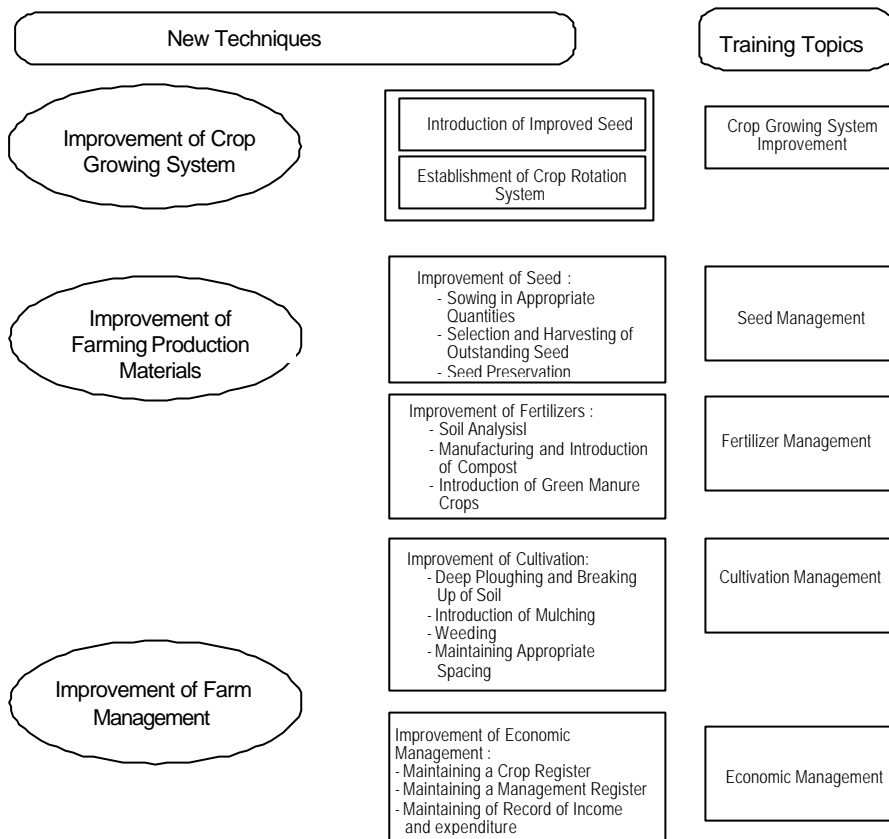 New Techniques
Training Topics
Improvement of Crop
Growing System
Introduction of Improved Seed
Establishment of Crop Rotation
System
Crop Growing System
Improvement
Improvement of
Farming Production
Materials
Improvement of Seed :
- Sowing in Appropriate
Quantities
- Selection and Harvesting of
Outstanding Seed
- Seed Preservation
Seed Management
Improvement of Fertilizers :
- Soil Analysisl
- Manufacturing and Introduction
of Compost
- Introduction of Green Manure
Crops
Fertilizer Management
Improvement of Cultivation:
- Deep Ploughing and Breaking
Up of Soil
- Introduction of Mulching
- Weeding
- Maintaining Appropriate
Spacing
Cultivation Management
Improvement of Farm
Management
Improvement of Economic
Management :
- Maintaining a Crop Register
- Maintaining a Management Register
- Maintaining of Record of Income
and expenditure
Economic Management